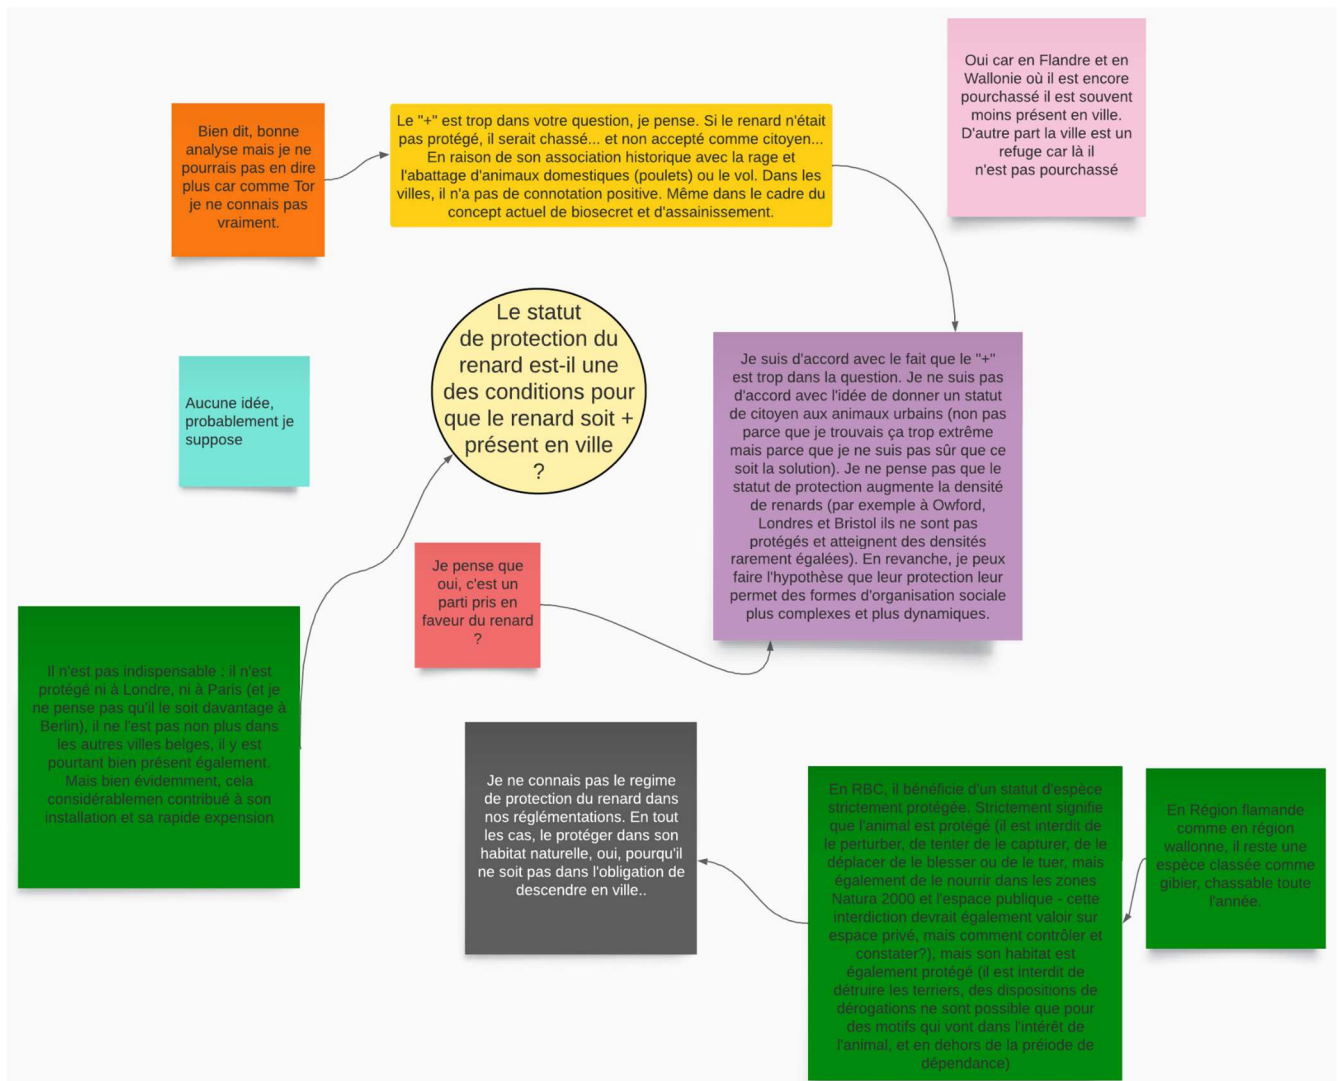 Oui car en Flandre et en
Wallonie où il est encore
pourchassé il est souvent
moins présent en ville.
D'autre part la ville est un
refuge car là il
n'est pas pourchassé
Bien dit, bonne
analyse mais je ne
pourrais pas en dire
plus car comme Tor
je ne connais pas
vraiment.
Le "+" est trop dans votre question, je pense. Si le renard n'était
pas protégé, il serait chassé... et non accepté comme citoyen...
En raison de son association historique avec la rage et
l'abattage d'animaux domestiques (poulets) ou le vol. Dans les
villes, il n'a pas de connotation positive. Même dans le cadre du
concept actuel de biosecret et d'assainissement.
Le statut
de protection du
renard est-il une
des conditions pour
que le renard soit +
présent en ville
?
Aucune idée,
probablement je
suppose
Je suis d'accord avec le fait que le "+"
est trop dans la question. Je ne suis pas
d'accord avec l'idée de donner un statut
de citoyen aux animaux urbains (non pas
parce que je trouvais ça trop extrême
mais parce que je ne suis pas sûr que ce
soit la solution). Je ne pense pas que le
statut de protection augmente la densité
de renards (par exemple à Owford,
Londres et Bristol ils ne sont pas
protégés et atteignent des densités
rarement égalées). En revanche, je peux
faire l'hypothèse que leur protection leur
permet des formes d'organisation sociale
plus complexes et plus dynamiques.
Je pense que
oui, c'est un
parti pris en
faveur du renard
?
Il n'est pas indispensable : il n'est
protégé ni à Londre, ni à Paris (et je
ne pense pas qu'il le soit davantage à
Berlin), il ne l'est pas non plus dans
les autres villes belges, il y est
pourtant bien présent également.
Mais bien évidemment, cela
considérablemen contribué à son
installation et sa rapide expension
Je ne connais pas le regime
de protection du renard dans
nos réglémentations. En tout
les cas, le protéger dans son
habitat naturelle, oui, pourqu'il
ne soit pas dans l'obligation de
descendre en ville..
En RBC, il bénéficie d'un statut d'espèce
strictement protégée. Strictement signifie
que l'animal est protégé (il est interdit de
le perturber, de tenter de le capturer, de le
déplacer de le blesser ou de le tuer, mais
également de le nourrir dans les zones
Natura 2000 et l'espace publique - cette
interdiction devrait également valoir sur
espace privé, mais comment contrôler et
constater?), mais son habitat est
également protégé (il est interdit de
détruire les terriers, des dispositions de
dérogations ne sont possible que pour
des motifs qui vont dans l'intérêt de
l'animal, et en dehors de la préiode de
dépendance)
En Région flamande
comme en région
wallonne, il reste une
espèce classée comme
gibier, chassable toute
l'année.